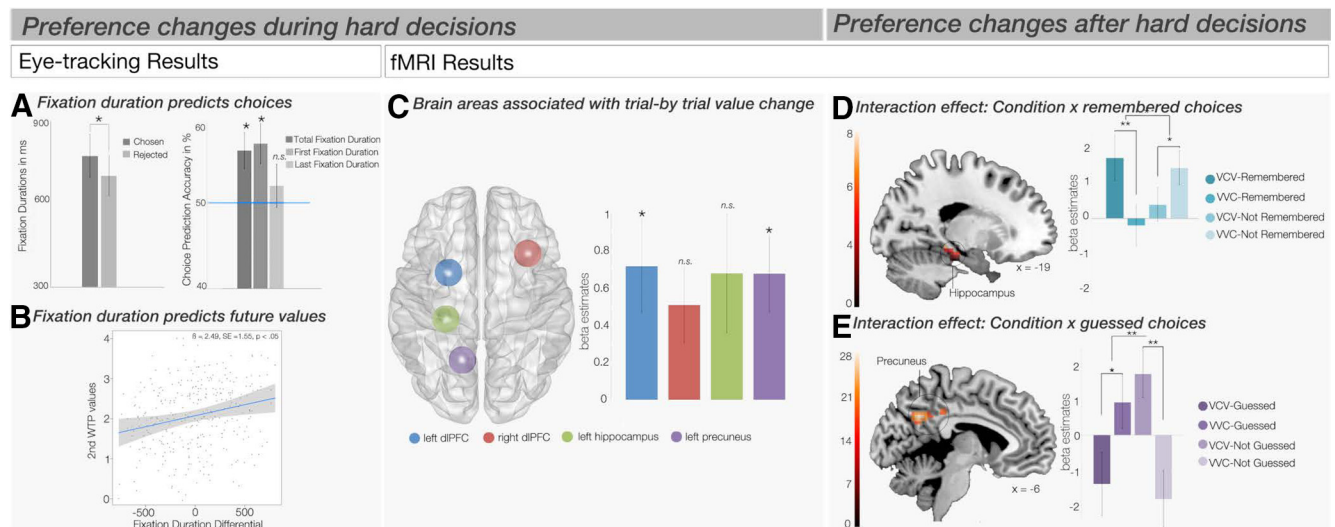 Preference changes during hard decisions
Preference changes after hard decisions
Eye-tracking Results
fMRI Results
A Fixation duration predicts choices
900
600
300
Fixation Durations in ms
*
Chosen
Rejected
60
50
40
Choice Prediction Accuracy in %
* * n.s.
Total Fixation Duration
First Fixation Duration
Last Fixation Duration
B Fixation duration predicts future values
ß = 2.49, SE =1.55, p < .05
4
3
2
1
0
2nd WTP values
-500 0 500
Fixation Duration Differential
C Brain areas associated with trial-by trial value change
1
0.8
0.6
0.4
0.2
0
beta estimates
* n.s. n.s. *
left dlPFC
right dlPFC
left hippocampus
left precuneus
D Interaction effect: Condition x remembered choices
8
6
4
0
x = -19
Hippocampus
2
1
0
-1
-2
beta estimates
** *
**
VCV-Remembered
VVC-Remembered
VCV-Not Remembered
VVC-Not Remembered
E Interaction effect: Condition x guessed choices
28
21
14
7
0
Precuneus
x = -6
2
1
0
-1
-2
beta estimates
**
* **
VCV-Guessed
VVC-Guessed
VCV-Not Guessed
VVC-Not Guessed